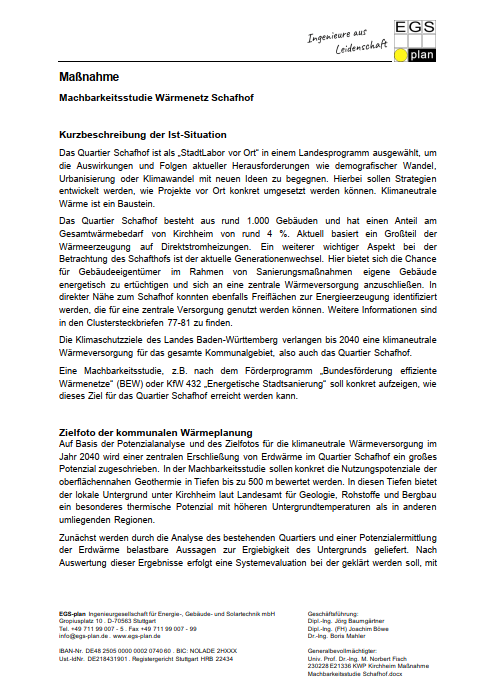 Ingenieure aus
Leidenschaft
EGS
plan
Maßnahme
Machbarkeitsstudie Wärmenetz Schafhof
Kurzbeschreibung der Ist-Situation
Das Quartier Schafhof ist als „StadtLabor vor Ort" in einem Landesprogramm ausgewählt, um
die Auswirkungen und Folgen aktueller Herausforderungen wie demografischer Wandel,
Urbanisierung oder Klimawandel mit neuen Ideen zu begegnen. Hierbei sollen Strategien
entwickelt werden, wie Projekte vor Ort konkret umgesetzt werden können. Klimaneutrale
Wärme ist ein Baustein.
Das Quartier Schafhof besteht aus rund 1.000 Gebäuden und hat einen Anteil am
Gesamtwärmebedarf von Kirchheim von rund 4 %. Aktuell basiert ein Großteil der
Wärmeerzeugung auf Direktstromheizungen. Ein weiterer wichtiger Aspekt bei der
Betrachtung des Schafhofs ist der aktuelle Generationenwechsel. Hier bietet sich die Chance
für Gebäudeeigentümer im Rahmen von Sanierungsmaßnahmen eigene Gebäude
energetisch zu ertüchtigen und sich an eine zentrale Wärmeversorgung anzuschließen. In
direkter Nähe zum Schafhof konnten ebenfalls Freiflächen zur Energieerzeugung identifiziert
werden, die für eine zentrale Versorgung genutzt werden können. Weitere Informationen sind
in den Clustersteckbriefen 77-81 zu finden.
Die Klimaschutzziele des Landes Baden-Württemberg verlangen bis 2040 eine klimaneutrale
Wärmeversorgung für das gesamte Kommunalgebiet, also auch das Quartier Schafhof.
Eine Machbarkeitsstudie, z.B. nach dem Förderprogramm „Bundesförderung effiziente
Wärmenetze" (BEW) oder KfW 432 „Energetische Stadtsanierung" soll konkret aufzeigen, wie
dieses Ziel für das Quartier Schafhof erreicht werden kann.
Zielfoto der kommunalen Wärmeplanung
Auf Basis der Potenzialanalyse und des Zielfotos für die klimaneutrale Wärmeversorgung im
Jahr 2040 wird einer zentralen Erschließung von Erdwärme im Quartier Schafhof ein großes
Potenzial zugeschrieben. In der Machbarkeitsstudie sollen konkret die Nutzungspotenziale der
oberflächennahen Geothermie in Tiefen bis zu 500 m bewertet werden. In diesen Tiefen bietet
der lokale Untergrund unter Kirchheim laut Landesamt für Geologie, Rohstoffe und Bergbau
ein besonderes thermische Potenzial mit höheren Untergrundtemperaturen als in anderen
umliegenden Regionen.
Zunächst werden durch die Analyse des bestehenden Quartiers und einer Potenzialermittlung
der Erdwärme belastbare Aussagen zur Ergiebigkeit des Untergrunds geliefert. Nach
Auswertung dieser Ergebnisse erfolgt eine Systemevaluation bei der geklärt werden soll, mit
EGS-plan Ingenieurgesellschaft für Energie-, Gebäude- und Solartechnik mbH
Gropiusplatz 10 . D-70563 Stuttgart
Tel. +49 711 99 007 - 5 . Fax +49 711 99 007 - 99
info@egs-plan.de . www.egs-plan.de
IBAN-Nr. DE48 2505 0000 0002 0740 60 . BIC: NOLADE 2HXXX
Ust.-IdNr. DE218431901 . Registergericht Stuttgart HRB 22434
Geschäftsführung:
Dipl.-Ing. Jörg Baumgärtner
Dipl.-Ing. (FH) Joachim Böwe
Dr.-Ing. Boris Mahler
Generalbevollmächtigter:
Univ. Prof. Dr.-Ing. M. Norbert Fisch
230228 E21336 KWP Kirchheim Maßnahme
Machbarkeitsstudie Schafhof.docx